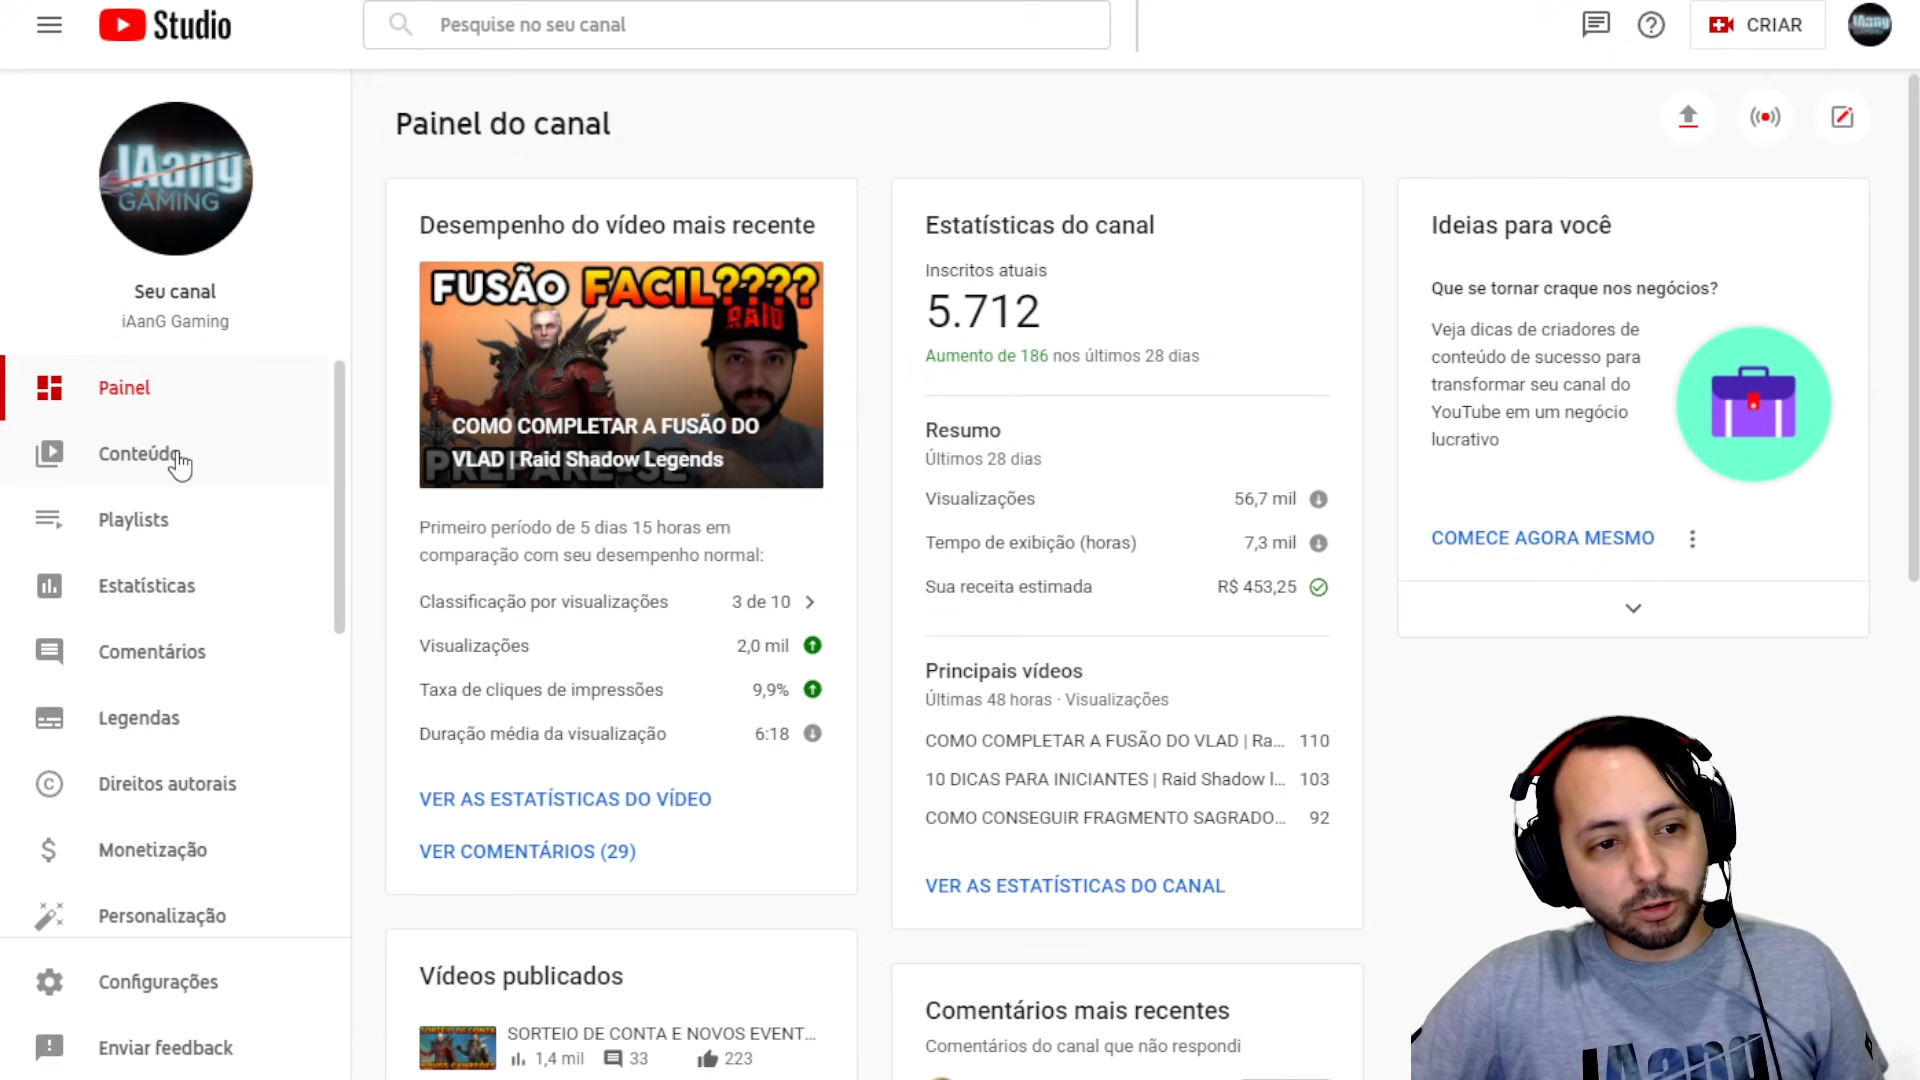 Studio
Pesquise no seu canal
CRIAR
IAang
GAMING
Seu canal
iAanG Gaming
Painel
Conteúdo
Playlists
Estatísticas
Comentários
Legendas
Direitos autorais
Monetização
Personalização
Configurações
Enviar feedback
Painel do canal
Desempenho do vídeo mais recente
FUSÃO FACIL????
RAID
COMO COMPLETAR A FUSÃO DO
VLAD | Raid Shadow Legends
PREPARE-SE
Primeiro período de 5 dias 15 horas em
comparação com seu desempenho normal:
Classificação por visualizações 3 de 10
Visualizações 2,0 mil
Taxa de cliques de impressões 9,9%
Duração média da visualização 6:18
VER AS ESTATÍSTICAS DO VÍDEO
VER COMENTÁRIOS (29)
Vídeos publicados
SORTEIO DE CONTA E NOVOS EVENT...
1,4 mil 33 223
Estatísticas do canal
Inscritos atuais
5.712
Aumento de 186 nos últimos 28 dias
Resumo
Últimos 28 dias
Visualizações 56,7 mil
Tempo de exibição (horas) 7,3 mil
Sua receita estimada R$ 453,25
Principais vídeos
Últimas 48 horas · Visualizações
COMO COMPLETAR A FUSÃO DO VLAD | Ra... 110
10 DICAS PARA INICIANTES | Raid Shadow l... 103
COMO CONSEGUIR FRAGMENTO SAGRADO... 92
VER AS ESTATÍSTICAS DO CANAL
Comentários mais recentes
Comentários do canal que não respondi
Ideias para você
Que se tornar craque nos negócios?
Veja dicas de criadores de
conteúdo de sucesso para
transformar seu canal do
YouTube em um negócio
lucrativo
COMECE AGORA MESMO
IAang